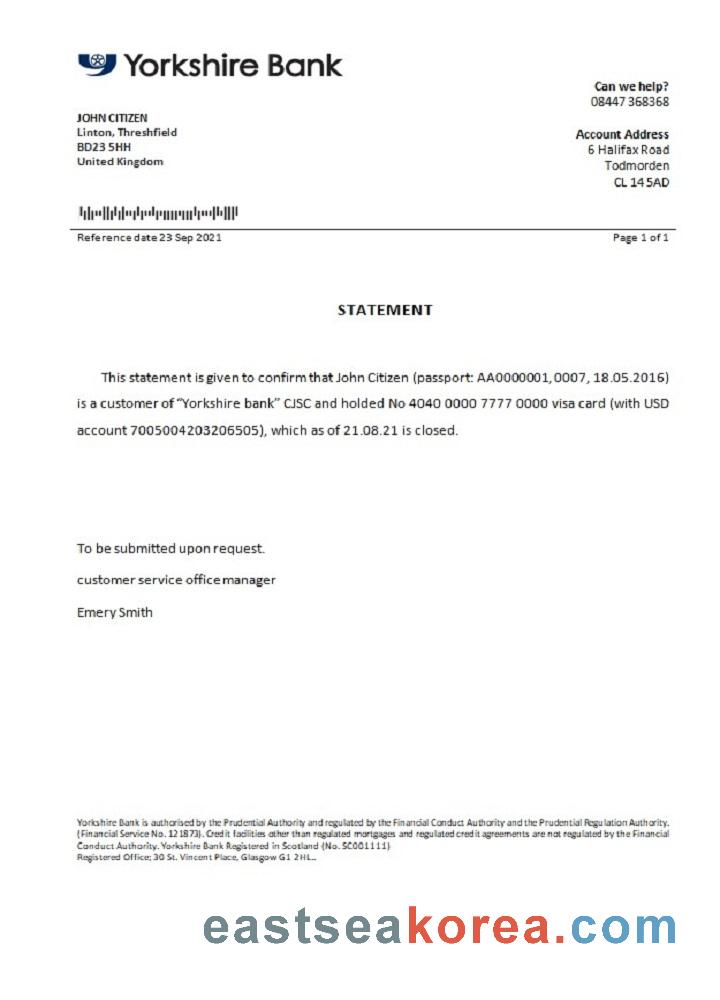 Yorkshire Bank
Can we help?
08447 368368
JOHN CITIZEN
Linton, Threshfield
BD23 5HH
United Kingdom
Account Address
6 Halifax Road
Todmorden
CL 14 5AD
Reference date 23 Sep 2021
Page 1 of 1
STATEMENT
This statement is given to confirm that John Citizen (passport: AA0000001, 0007, 18.05.2016)
is a customer of "Yorkshire bank" CJSC and holded No 4040 0000 7777 0000 visa card (with USD
account 7005004203206505), which as of 21.08.21 is closed.
To be submitted upon request.
customer service office manager
Emery Smith
Yorkshire Bank is authorised by the Prudential Authority and regulated by the Financial Conduct Authority and the Prudential Regulation Authority.
(Financial Service No. 121873). Credit facilities other than regulated mortgages and regulated credit agreements are not regulated by the Financial
Conduct Authority. Yorkshire Bank Registered in Scotland (No. SC001111)
Registered Office; 30 St. Vincent Place, Glasgow G1 2HL..
eastseakorea.com